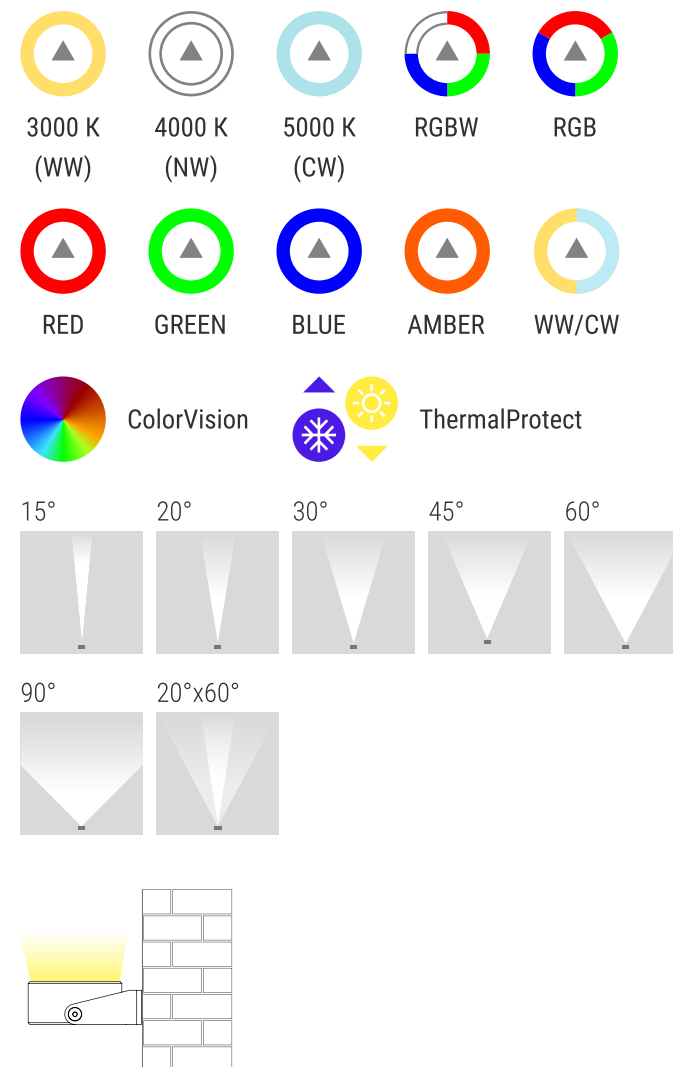 3000 K
4000 K
5000 K
RGBW
RGB
(WW)
(NW)
(CW)
RED
GREEN
BLUE
AMBER
WW/CW
ColorVision
ThermalProtect
15°
20°
30°
45°
60°
90°
20°x60°